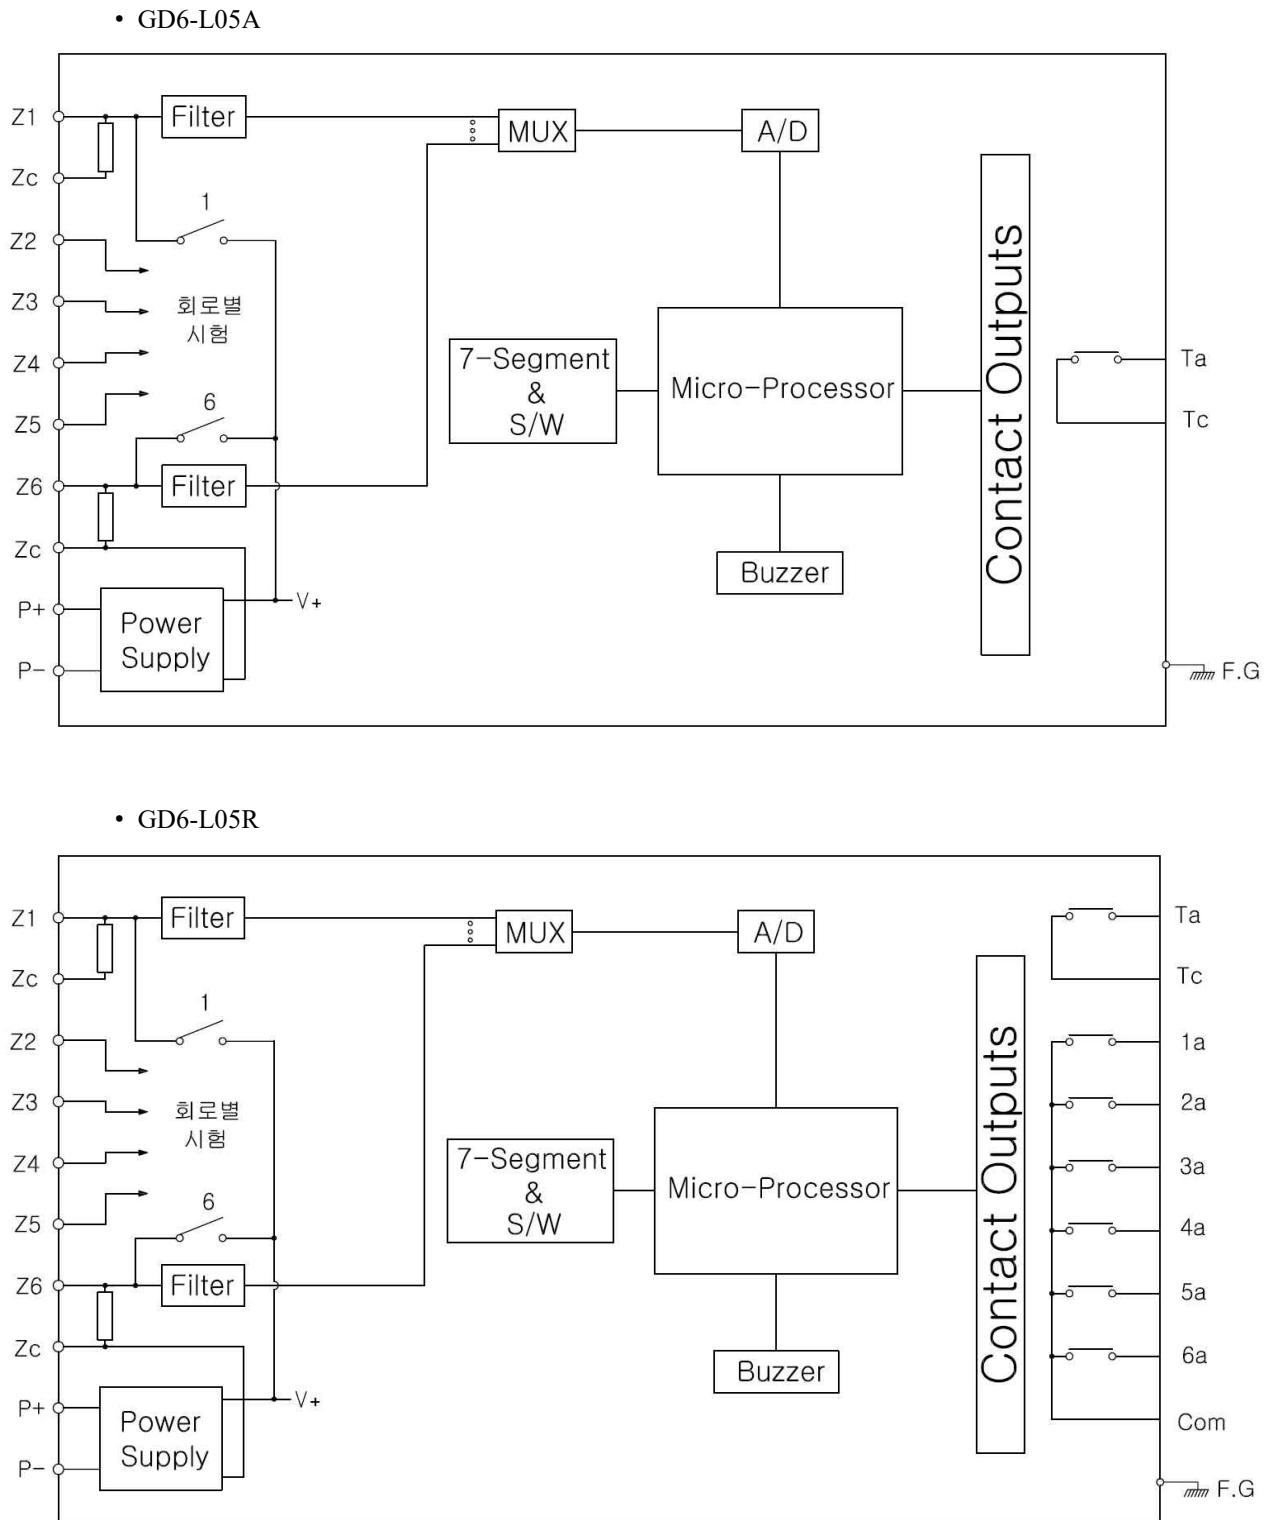 • GD6-L05A
Z1
Filter
MUX
A/D
Zc
1
Z2
Z3
회로별
시험
Z4
Z5
6
Z6
Filter
Zc
P+
P-
Power
Supply
V+
7-Segment
&
S/W
Micro-Processor
Buzzer
Contact Outputs
Ta
Tc
F.G
• GD6-L05R
Z1
Filter
MUX
A/D
Zc
1
Z2
Z3
회로별
시험
Z4
Z5
6
Z6
Filter
Zc
P+
P-
Power
Supply
V+
7-Segment
&
S/W
Micro-Processor
Buzzer
Contact Outputs
Ta
Tc
1a
2a
3a
4a
5a
6a
Com
F.G